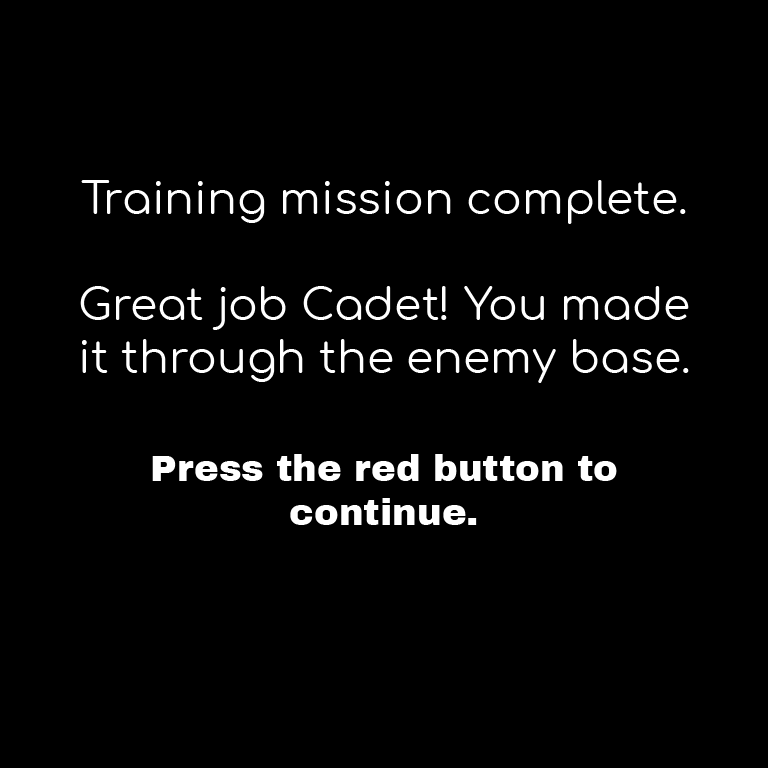 Training mission complete.
Great job Cadet! You made
it through the enemy base.
Press the red button to
continue.